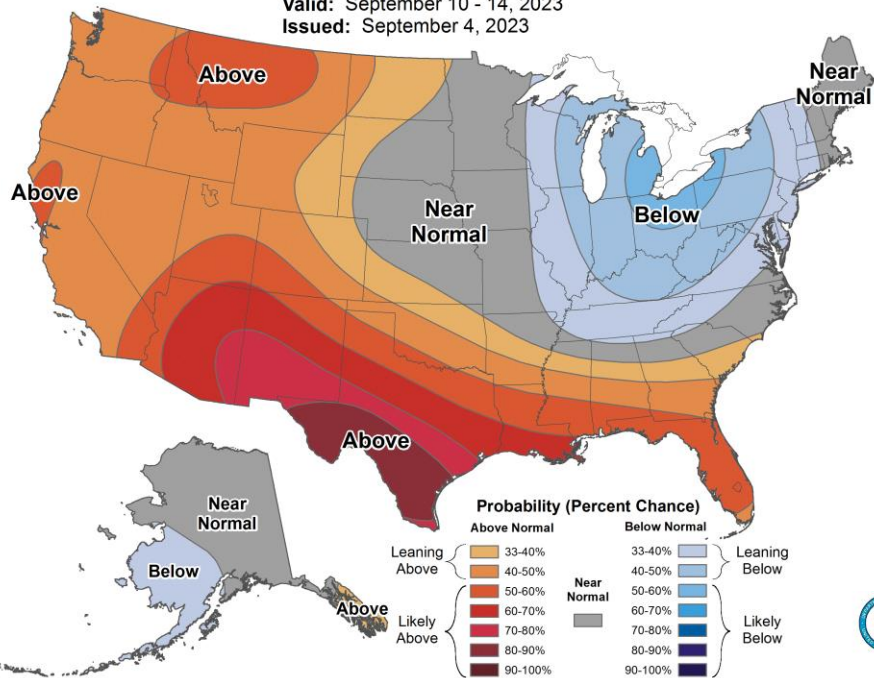 Valid: September 10 - 14, 2023
Issued: September 4, 2023
Above
Near
Normal
Above
Near
Normal
Below
Above
Near
Normal
Below
Above
Probability (Percent Chance)
Above Normal
Below Normal
Leaning
Above
33-40%
40-50%
Likely
Above
50-60%
60-70%
70-80%
80-90%
90-100%
Near
Normal
33-40%
40-50%
Leaning
Below
50-60%
60-70%
70-80%
80-90%
90-100%
Likely
Below